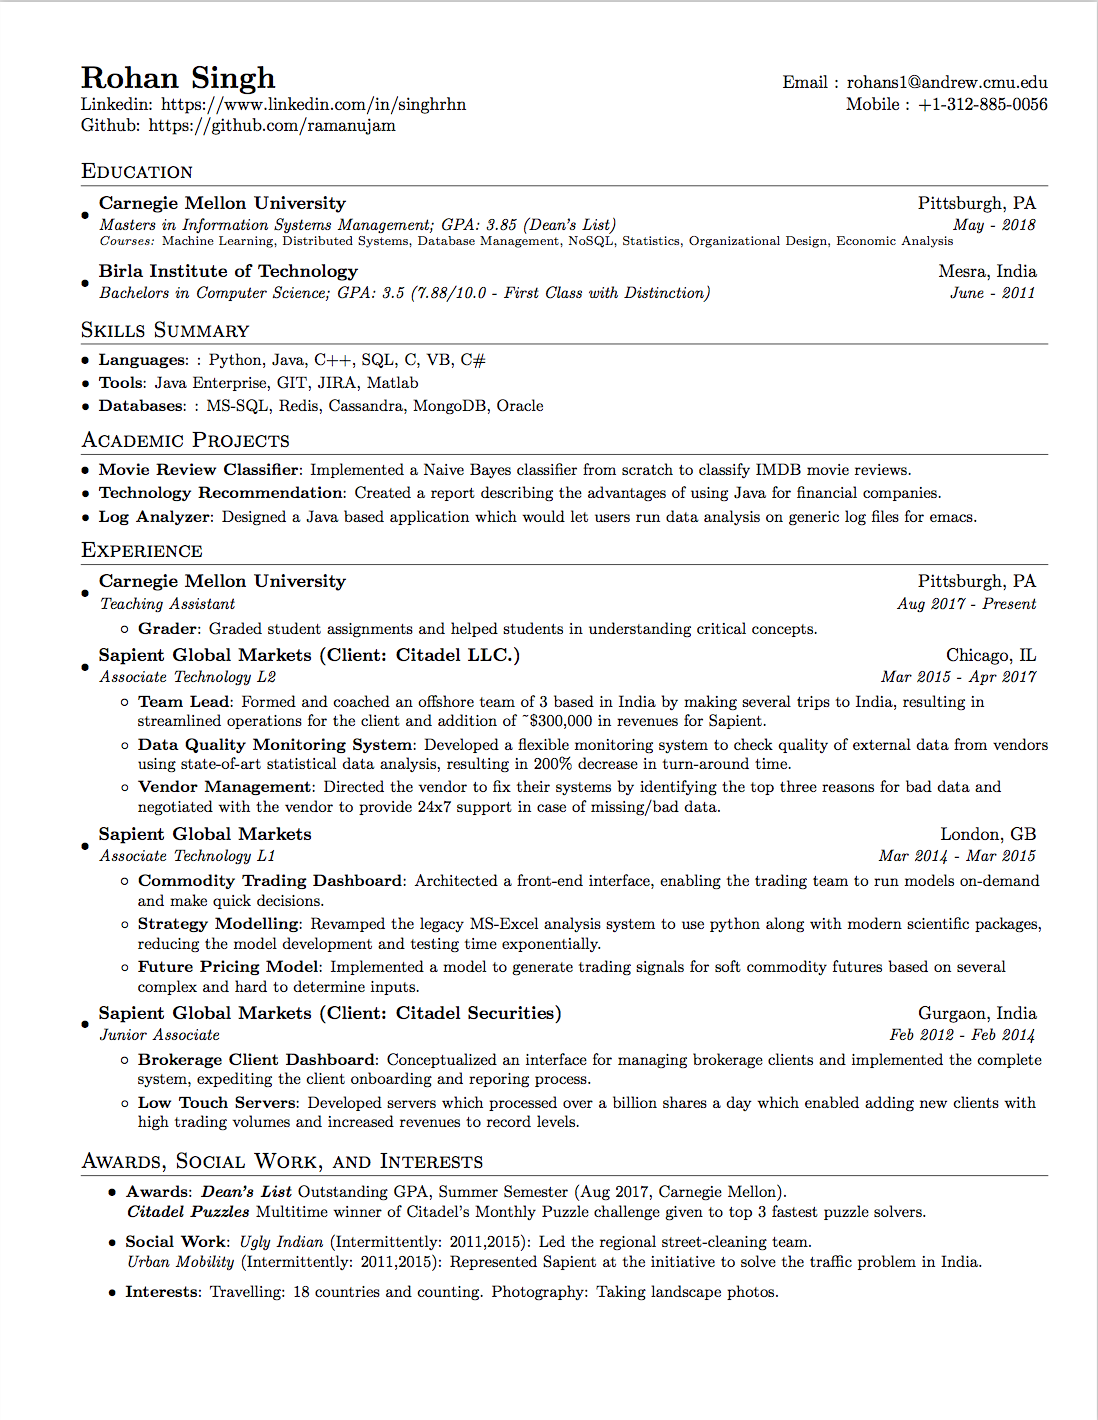 Rohan Singh
Email : rohans1@andrew.cmu.edu
Linkedin: https://www.linkedin.com/in/singhrhn
Mobile : +1-312-885-0056
Github: https://github.com/ramanujam
Education
Carnegie Mellon University Pittsburgh, PA
Masters in Information Systems Management; GPA: 3.85 (Dean's List) May - 2018
Courses: Machine Learning, Distributed Systems, Database Management, NoSQL, Statistics, Organizational Design, Economic Analysis
Birla Institute of Technology Mesra, India
Bachelors in Computer Science; GPA: 3.5 (7.88/10.0 - First Class with Distinction) June - 2011
Skills Summary
• Languages: : Python, Java, C++, SQL, C, VB, C#
• Tools: Java Enterprise, GIT, JIRA, Matlab
• Databases: : MS-SQL, Redis, Cassandra, MongoDB, Oracle
Academic Projects
• Movie Review Classifier: Implemented a Naive Bayes classifier from scratch to classify IMDB movie reviews.
• Technology Recommendation: Created a report describing the advantages of using Java for financial companies.
• Log Analyzer: Designed a Java based application which would let users run data analysis on generic log files for emacs.
Experience
Carnegie Mellon University Pittsburgh, PA
Teaching Assistant Aug 2017 - Present
◦ Grader: Graded student assignments and helped students in understanding critical concepts.
Sapient Global Markets (Client: Citadel LLC.) Chicago, IL
Associate Technology L2 Mar 2015 - Apr 2017
◦ Team Lead: Formed and coached an offshore team of 3 based in India by making several trips to India, resulting in
streamlined operations for the client and addition of ~$300,000 in revenues for Sapient.
◦ Data Quality Monitoring System: Developed a flexible monitoring system to check quality of external data from vendors
using state-of-art statistical data analysis, resulting in 200% decrease in turn-around time.
◦ Vendor Management: Directed the vendor to fix their systems by identifying the top three reasons for bad data and
negotiated with the vendor to provide 24x7 support in case of missing/bad data.
Sapient Global Markets London, GB
Associate Technology L1 Mar 2014 - Mar 2015
◦ Commodity Trading Dashboard: Architected a front-end interface, enabling the trading team to run models on-demand
and make quick decisions.
◦ Strategy Modelling: Revamped the legacy MS-Excel analysis system to use python along with modern scientific packages,
reducing the model development and testing time exponentially.
◦ Future Pricing Model: Implemented a model to generate trading signals for soft commodity futures based on several
complex and hard to determine inputs.
Sapient Global Markets (Client: Citadel Securities) Gurgaon, India
Junior Associate Feb 2012 - Feb 2014
◦ Brokerage Client Dashboard: Conceptualized an interface for managing brokerage clients and implemented the complete
system, expediting the client onboarding and reporing process.
◦ Low Touch Servers: Developed servers which processed over a billion shares a day which enabled adding new clients with
high trading volumes and increased revenues to record levels.
Awards, Social Work, and Interests
• Awards: Dean's List Outstanding GPA, Summer Semester (Aug 2017, Carnegie Mellon).
Citadel Puzzles Multitime winner of Citadel's Monthly Puzzle challenge given to top 3 fastest puzzle solvers.
• Social Work: Ugly Indian (Intermittently: 2011,2015): Led the regional street-cleaning team.
Urban Mobility (Intermittently: 2011,2015): Represented Sapient at the initiative to solve the traffic problem in India.
• Interests: Travelling: 18 countries and counting. Photography: Taking landscape photos.